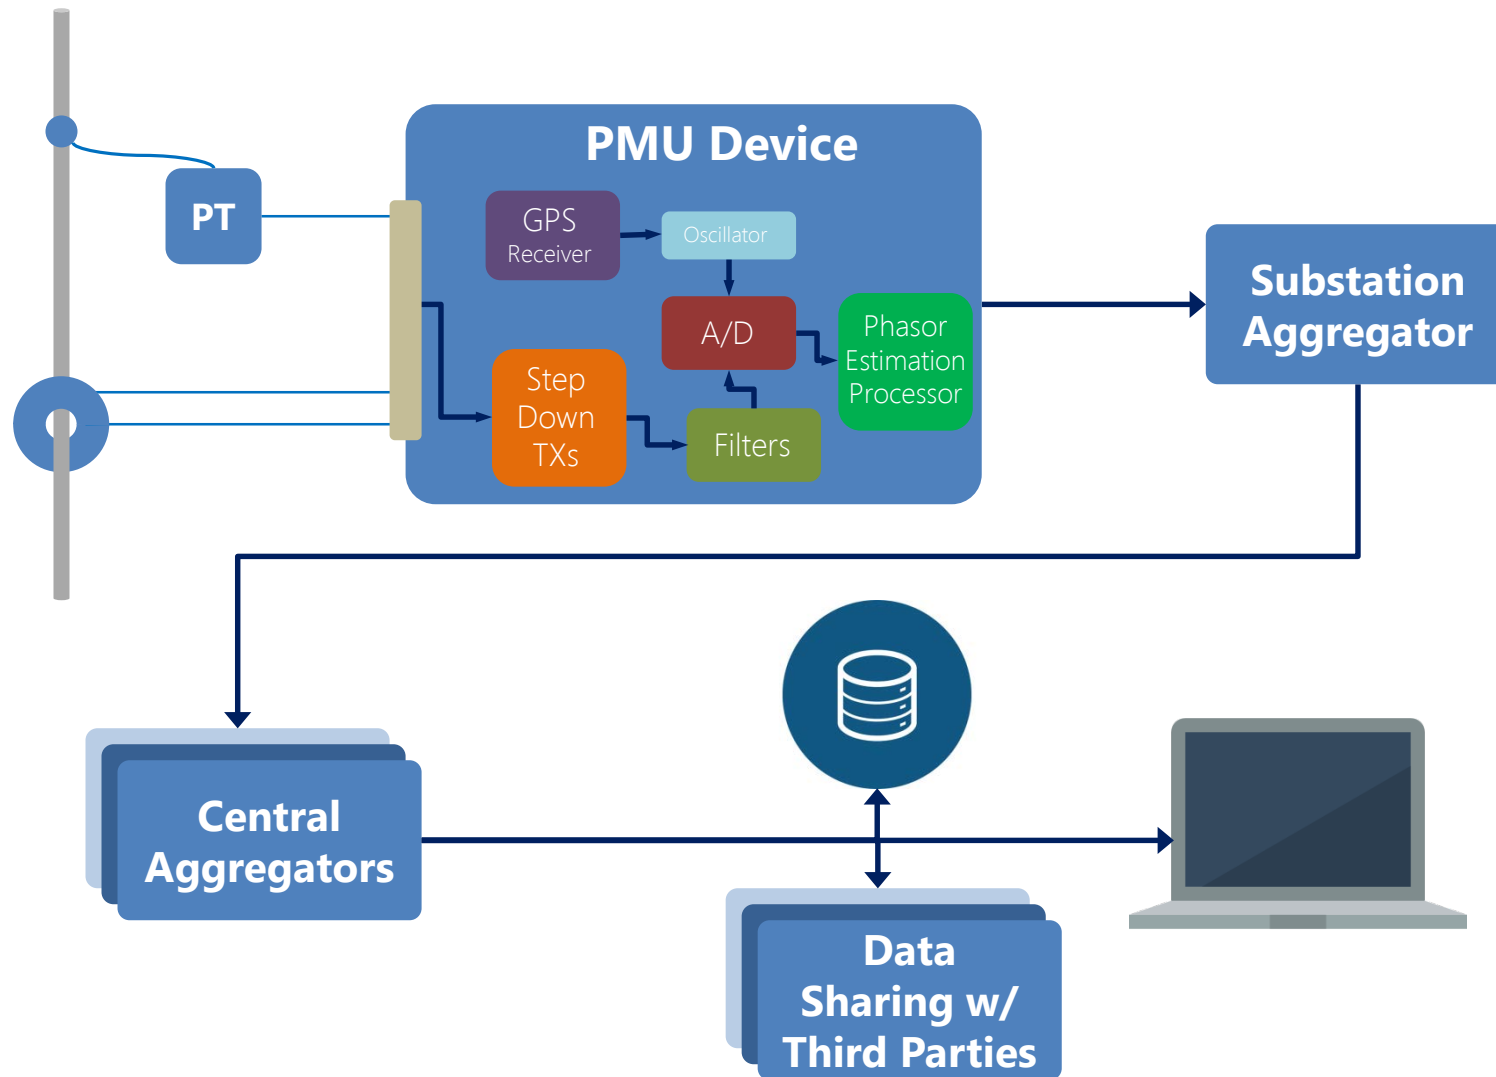 PMU Device
PT
GPS
Receiver
Oscillator
A/D
Phasor
Estimation
Processor
Step
Down
TXs
Filters
Substation
Aggregator
Central
Aggregators
Data
Sharing w/
Third Parties